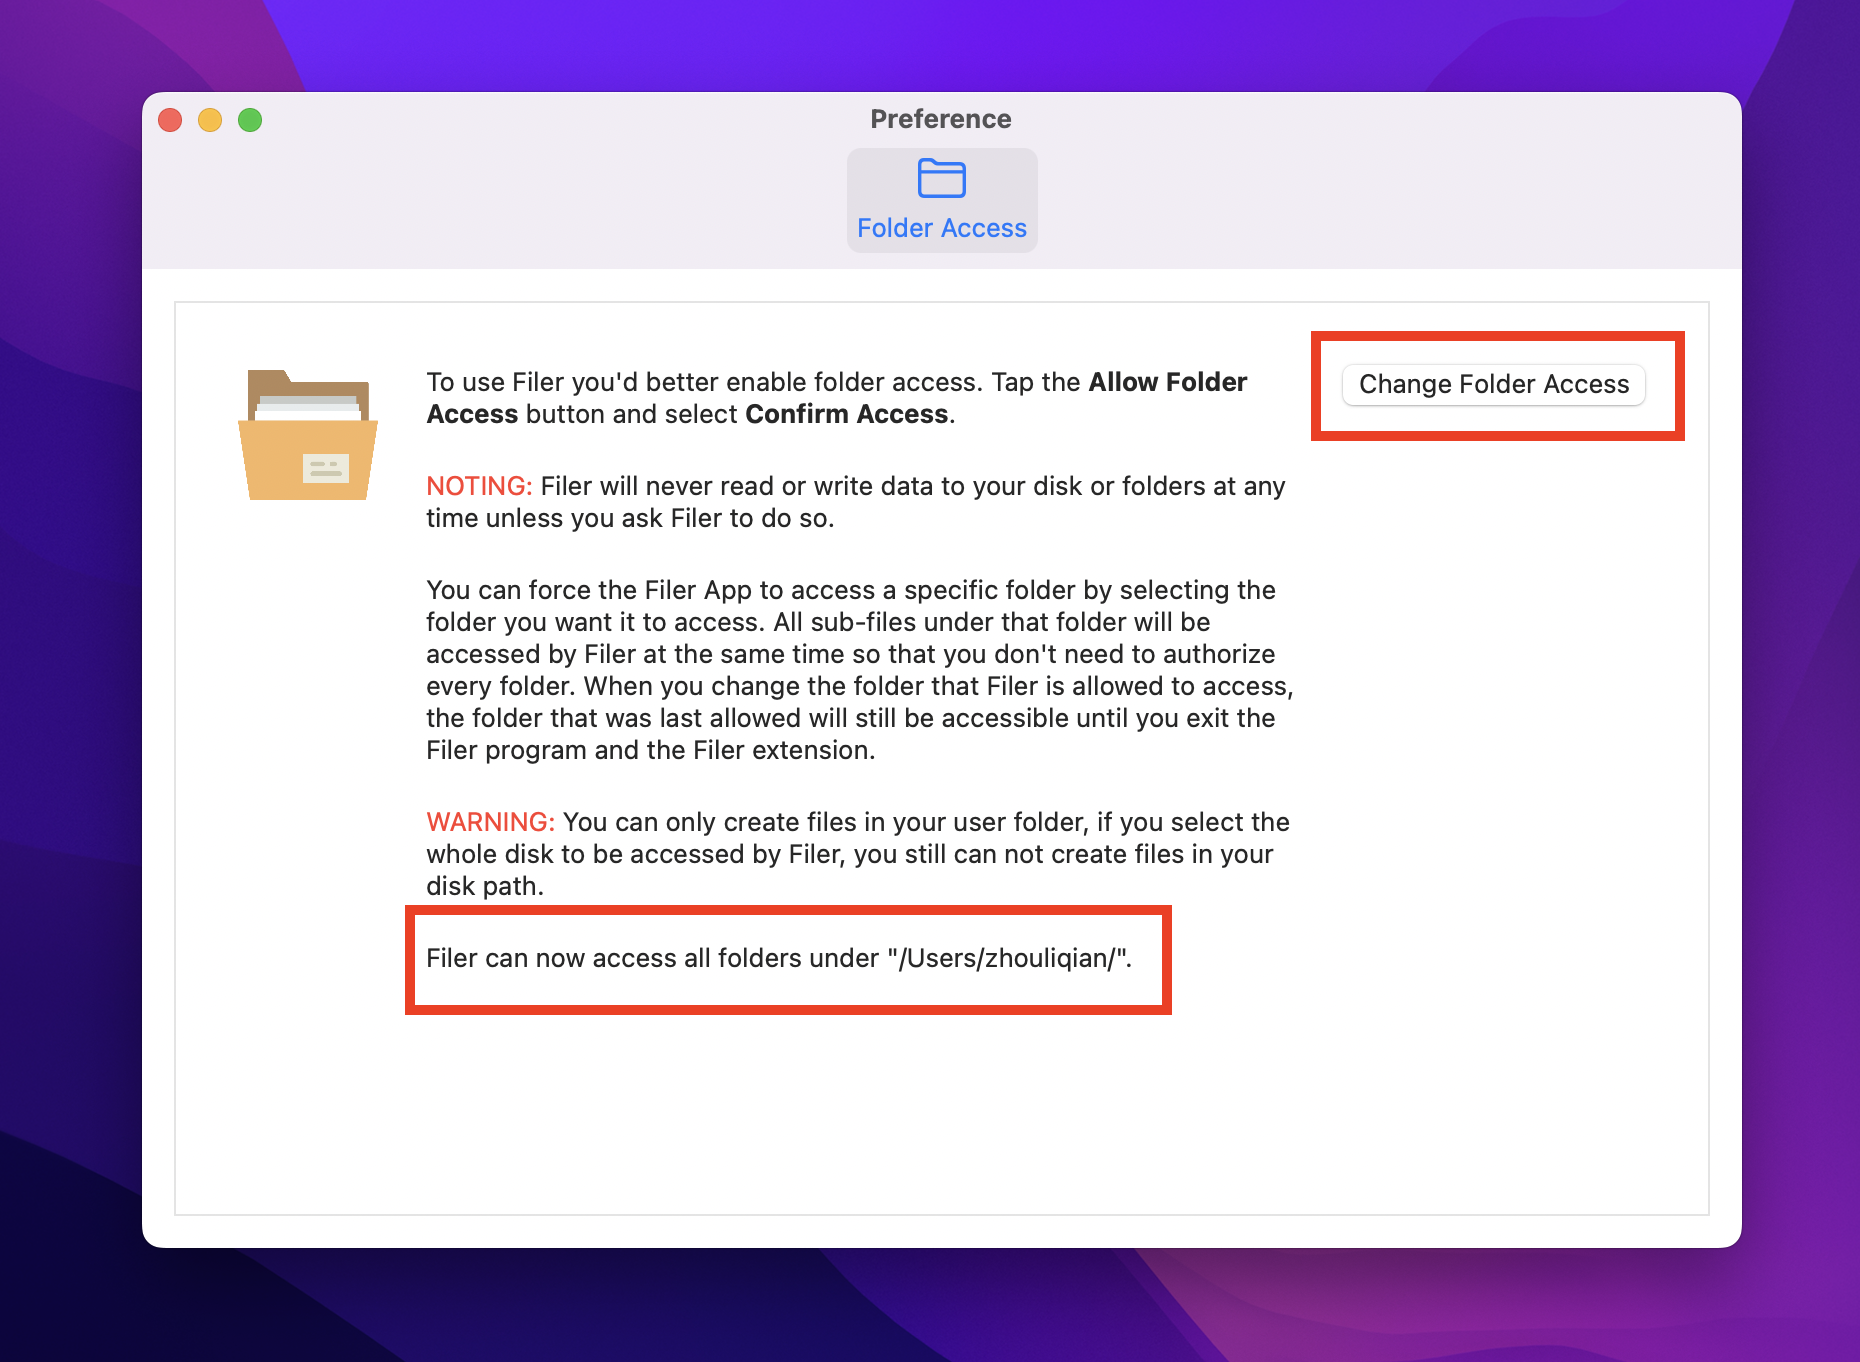 Preference
Folder Access
To use Filer you'd better enable folder access. Tap the Allow Folder
Access button and select Confirm Access.
Change Folder Access
NOTING: Filer will never read or write data to your disk or folders at any
time unless you ask Filer to do so.
You can force the Filer App to access a specific folder by selecting the
folder you want it to access. All sub-files under that folder will be
accessed by Filer at the same time so that you don't need to authorize
every folder. When you change the folder that Filer is allowed to access,
the folder that was last allowed will still be accessible until you exit the
Filer program and the Filer extension.
WARNING: You can only create files in your user folder, if you select the
whole disk to be accessed by Filer, you still can not create files in your
disk path.
Filer can now access all folders under "/Users/zhouliqian/".